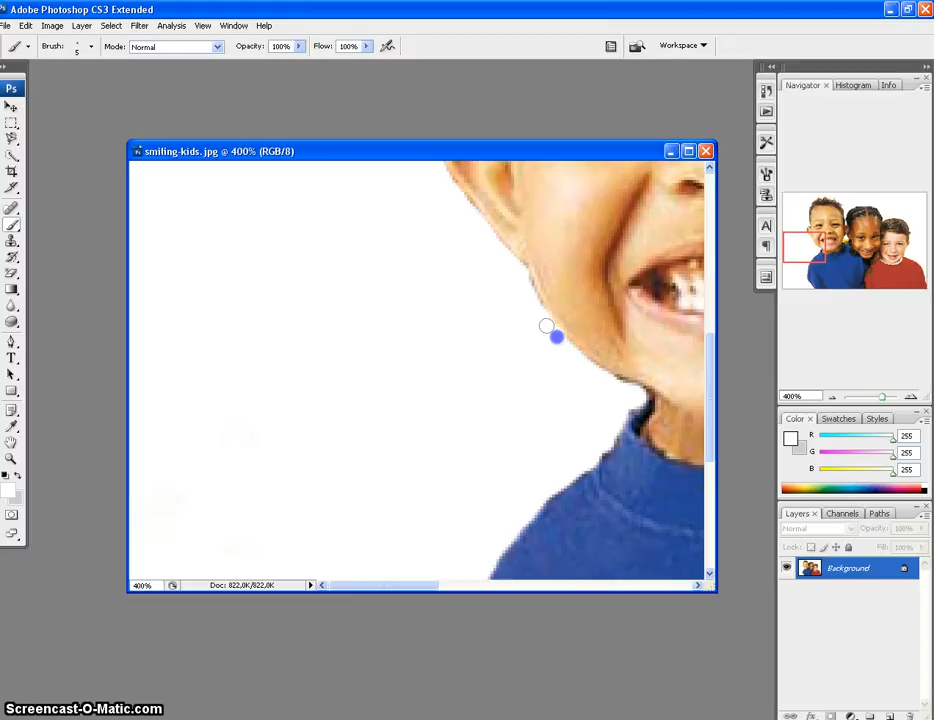 Adobe Photoshop CS3 Extended
File Edit Image Layer Select Filter Analysis View Window Help
Brush: 5 Mode: Normal Opacity: 100% Flow: 100% Workspace
Ps
smiling-kids.jpg @ 400% (RGB/8)
Navigator Histogram Info
400%
Color Swatches Styles
R 255
G 255
B 255
Layers Channels Paths
Normal Opacity: 100%
Lock: Fill: 100%
Background
400% Doc: 822,0K/822,0K
Screencast-O-Matic.com